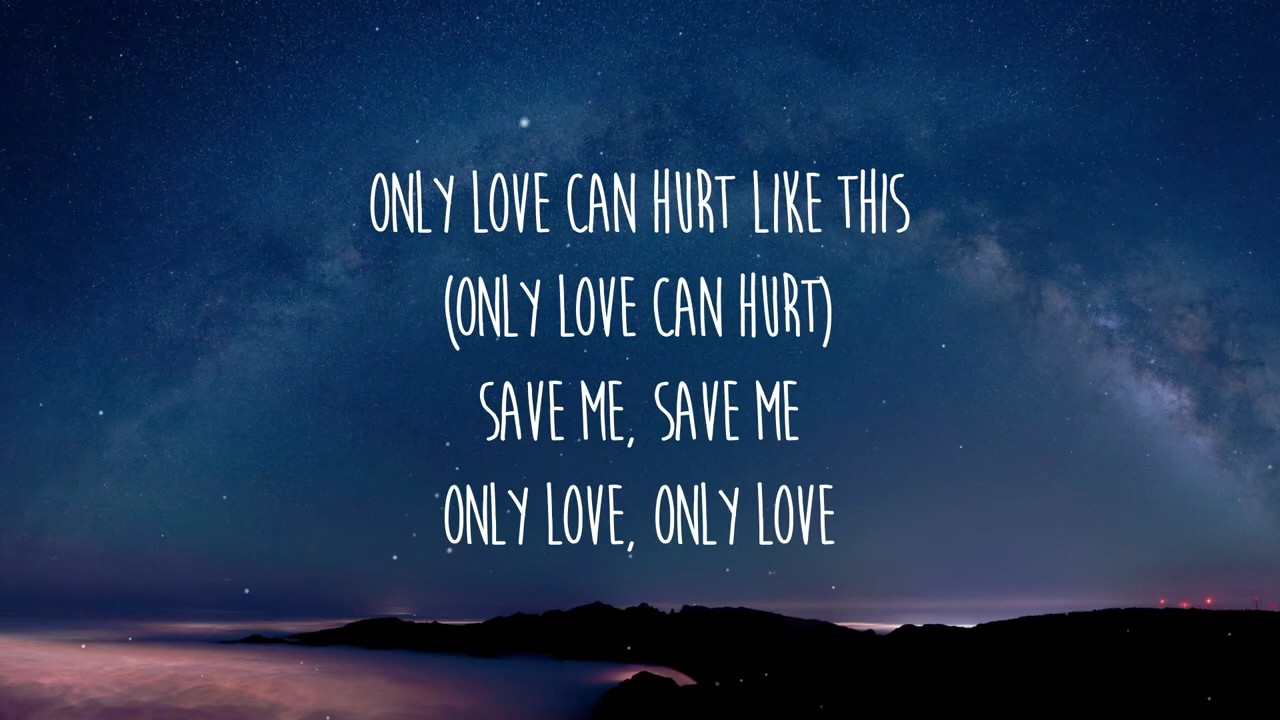 ONLY LOVE CAN HURT LIKE THIS
(ONLY LOVE CAN HURT)
SAVE ME, SAVE ME
ONLY LOVE, ONLY LOVE